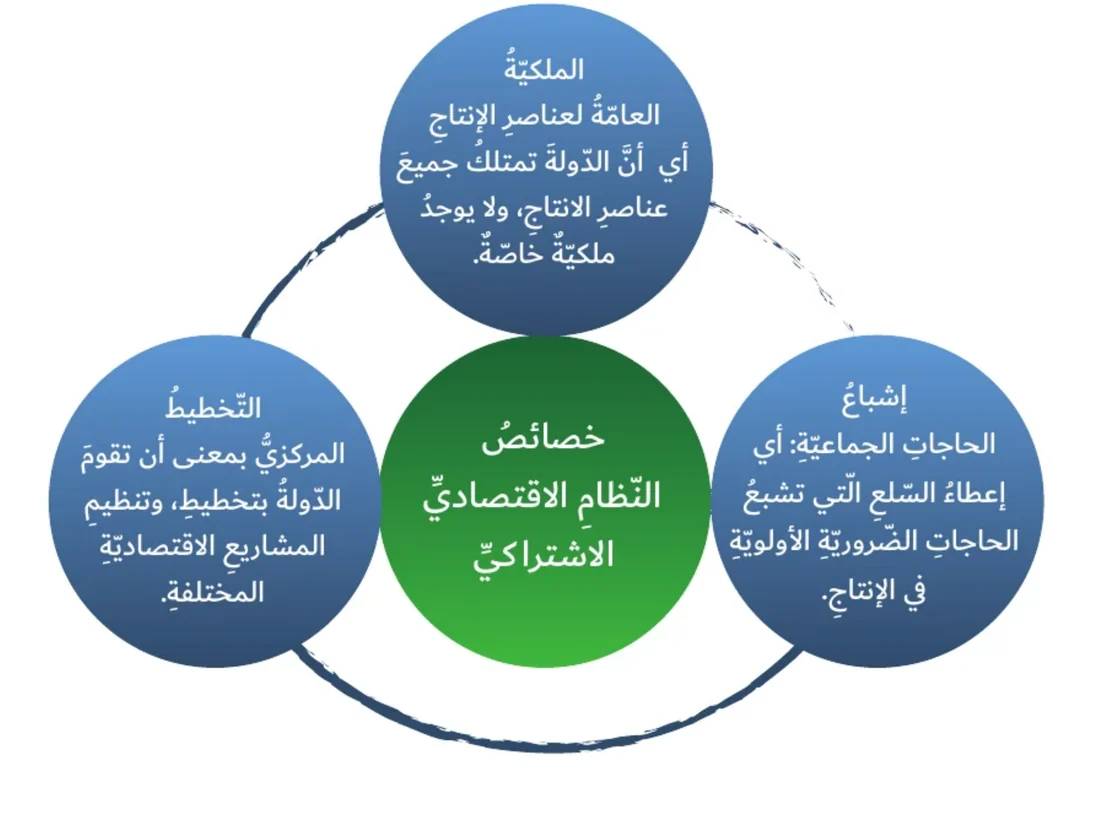 الملكيّةُ
العامّةُ لعناصرِ الإنتاجِ
أي أنَّ الدّولةَ تمتلكُ جميعَ
عناصرِ الانتاجِ، ولا يوجدُ
ملكيّةٌ خاصّةٌ.
إشباعُ
الحاجاتِ الجماعيّةِ: أي
إعطاءُ السّلعِ الّتي تشبعُ
الحاجاتِ الضّروريّةِ الأولويّةِ
في الإنتاجِ.
خصائصُ
النّظامِ الاقتصاديِّ
الاشتراكيِّ
التّخطيطُ
المركزيُّ بمعنى أن تقومَ
الدّولةُ بتخطيطِ، وتنظيمِ
المشاريعِ الاقتصاديّةِ
المختلفةِ.